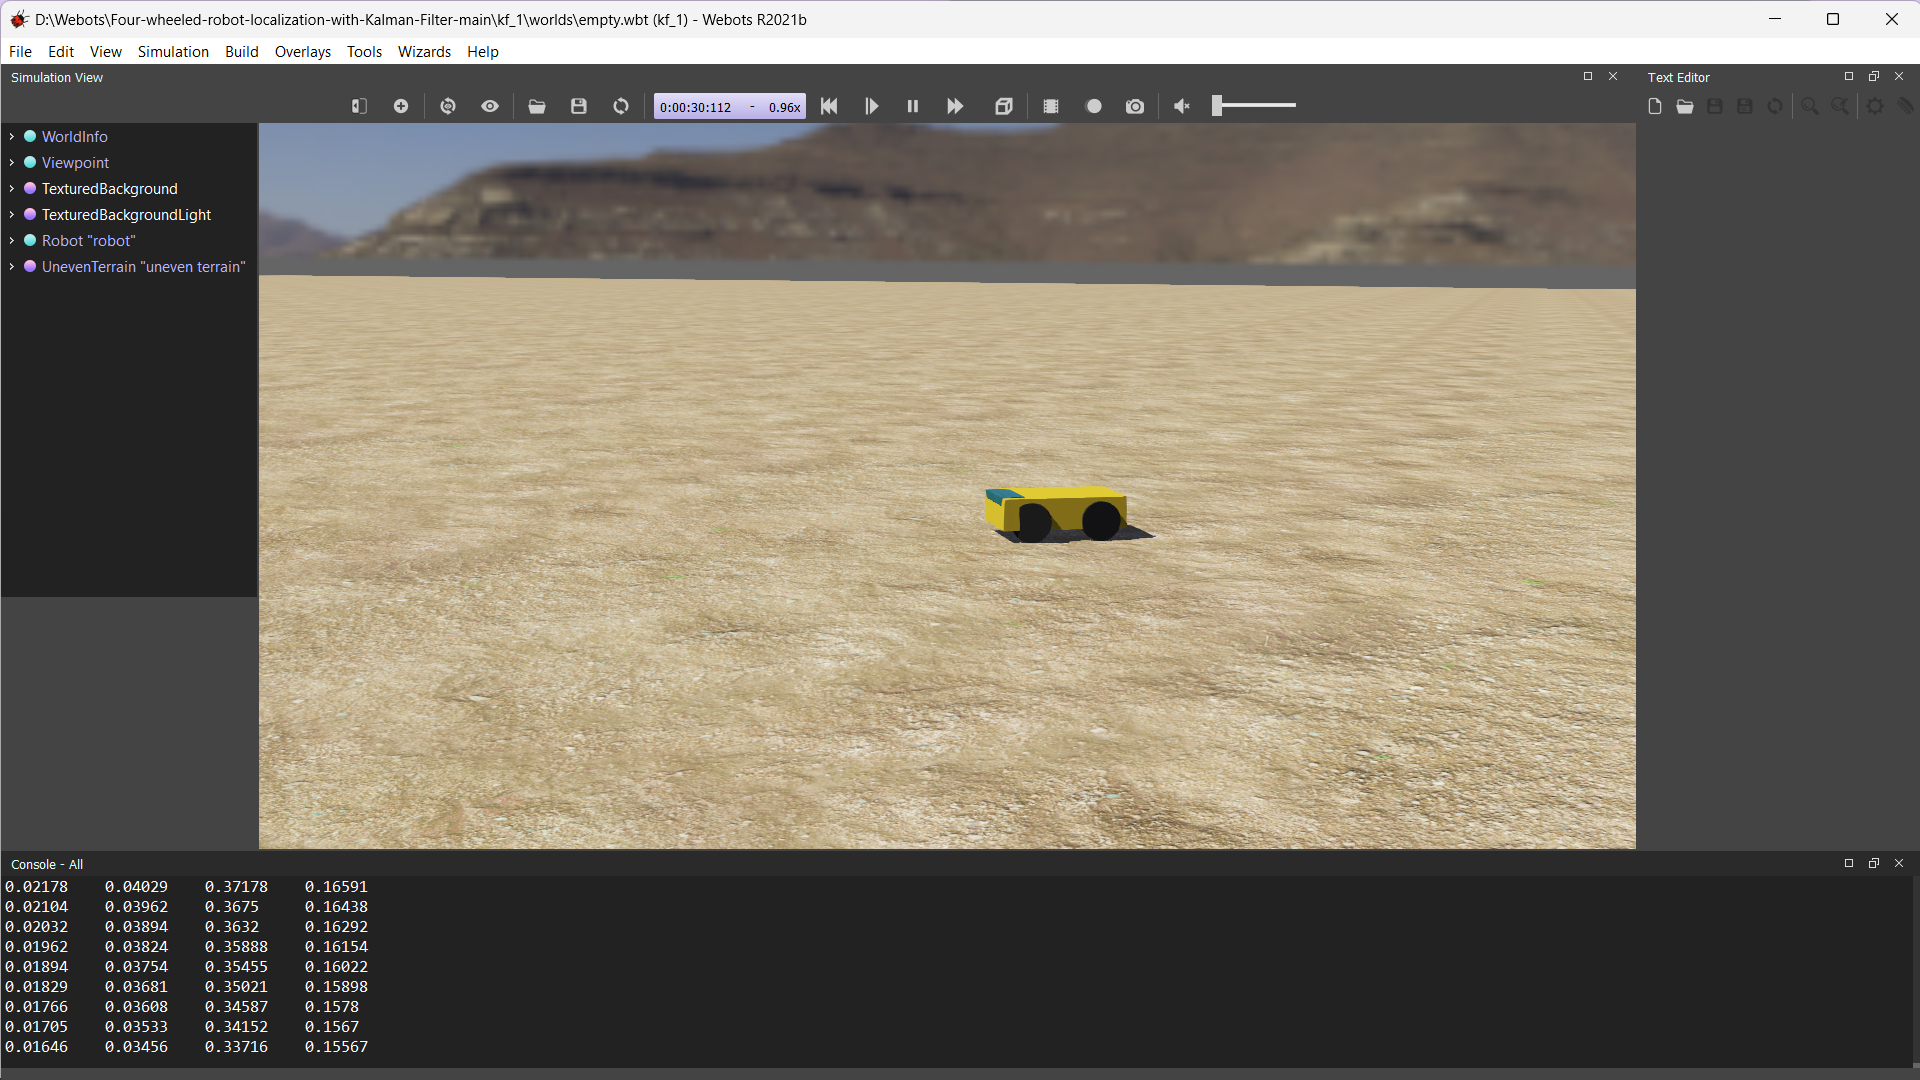 D:\Webots\Four-wheeled-robot-localization-with-Kalman-Filter-main\kf_1\worlds\empty.wbt (kf_1) - Webots R2021b
File Edit View Simulation Build Overlays Tools Wizards Help
Simulation View
Text Editor
0:00:30:112 - 0.96x
WorldInfo
Viewpoint
TexturedBackground
TexturedBackgroundLight
Robot "robot"
UnevenTerrain "uneven terrain"
Console - All
0.02178 0.04029 0.37178 0.16591
0.02104 0.03962 0.3675 0.16438
0.02032 0.03894 0.3632 0.16292
0.01962 0.03824 0.35888 0.16154
0.01894 0.03754 0.35455 0.16022
0.01829 0.03681 0.35021 0.15898
0.01766 0.03608 0.34587 0.1578
0.01705 0.03533 0.34152 0.1567
0.01646 0.03456 0.33716 0.15567